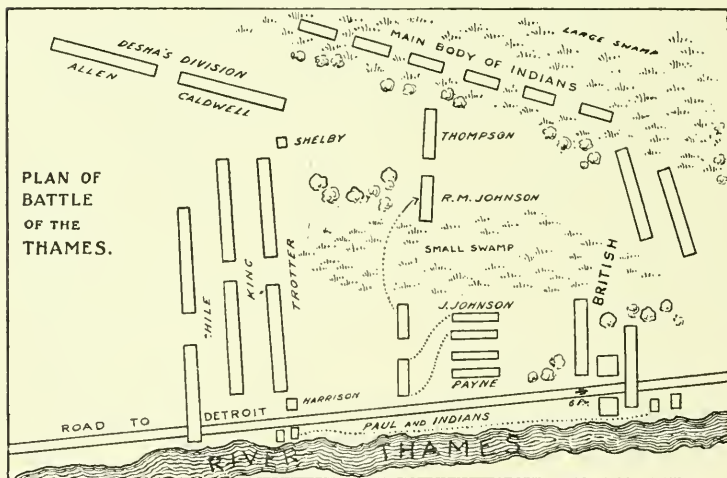 DESHA'S DIVISION
ALLEN
CALDWELL
MAIN BODY OF INDIANS
LARGE SWAMP
SHELBY
THOMPSON
PLAN OF
BATTLE
OF THE
THAMES.
R.M. JOHNSON
SMALL SWAMP
CHILE
KING
TROTTER
BRITISH
J. JOHNSON
PAYNE
HARRISON
6 Pr.
ROAD TO DETROIT
PAUL AND INDIANS
RIVER THAMES